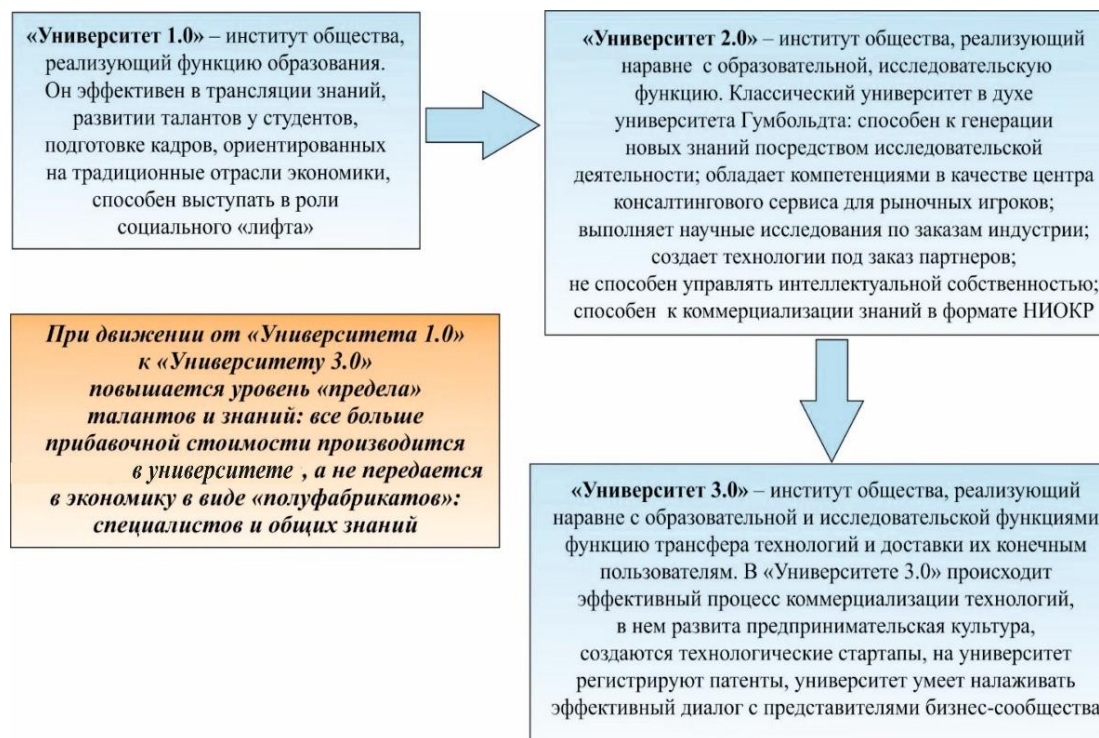 «Университет 1.0» – институт общества,
реализующий функцию образования.
Он эффективен в трансляции знаний,
развитии талантов у студентов,
подготовке кадров, ориентированных
на традиционные отрасли экономики,
способен выступать в роли
социального «лифта»
«Университет 2.0» – институт общества, реализующий
наравне с образовательной, исследовательскую
функцию. Классический университет в духе
университета Гумбольдта: способен к генерации
новых знаний посредством исследовательской
деятельности; обладает компетенциями в качестве центра
консалтингового сервиса для рыночных игроков;
выполняет научные исследования по заказам индустрии;
создает технологии под заказ партнеров;
не способен управлять интеллектуальной собственностью;
способен к коммерциализации знаний в формате НИОКР
При движении от «Университета 1.0»
к «Университету 3.0»
повышается уровень «предела»
талантов и знаний: все больше
прибавочной стоимости производится
в университете , а не передается
в экономику в виде «полуфабрикатов»:
специалистов и общих знаний
«Университет 3.0» – институт общества, реализующий
наравне с образовательной и исследовательской функциями
функцию трансфера технологий и доставки их конечным
пользователям. В «Университете 3.0» происходит
эффективный процесс коммерциализации технологий,
в нем развита предпринимательская культура,
создаются технологические стартапы, на университет
регистрируют патенты, университет умеет налаживать
эффективный диалог с представителями бизнес-сообщества